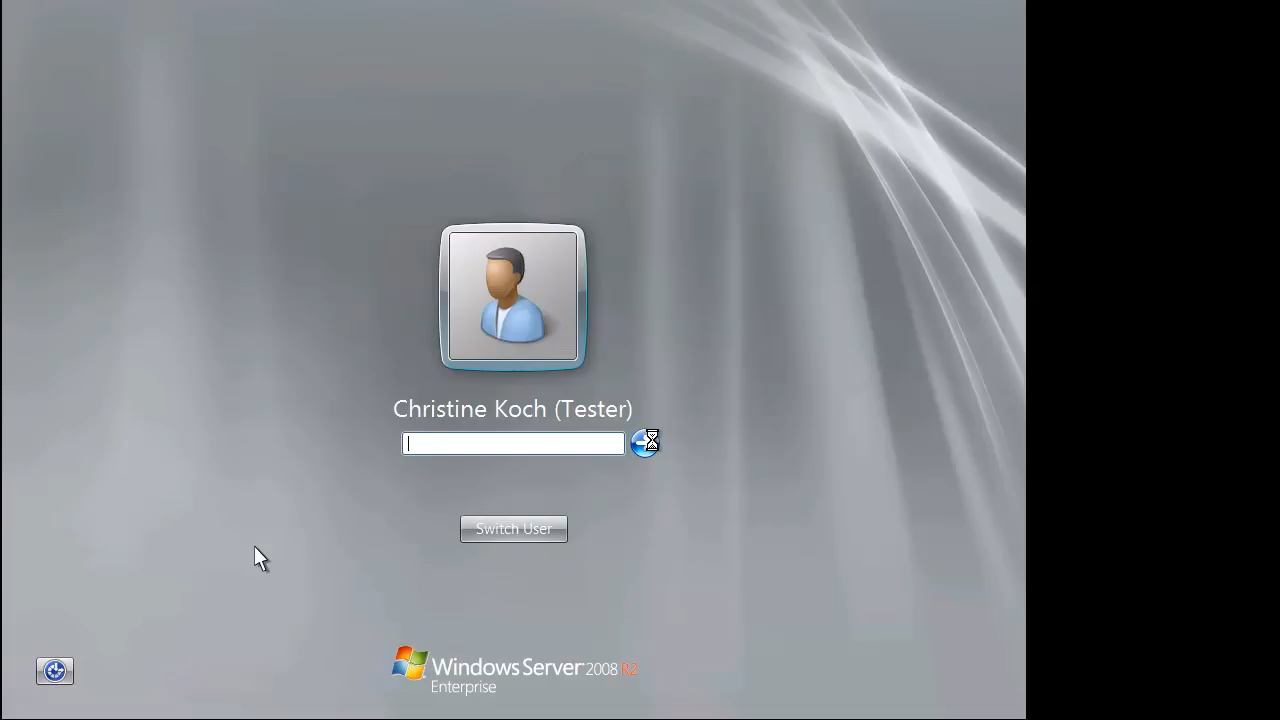 Christine Koch (Tester)
Switch User
Windows Server 2008 R2
Enterprise